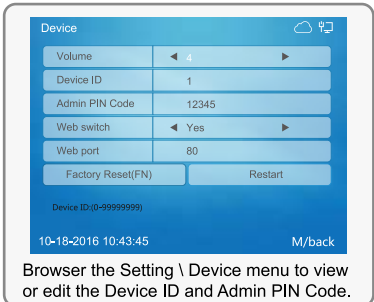 Device
Volume ◀ 4 ▶
Device ID 1
Admin PIN Code 12345
Web switch ◀ Yes ▶
Web port 80
Factory Reset(FN) Restart
Device ID:(0-99999999)
10-18-2016 10:43:45 M/back
Browser the Setting \ Device menu to view
or edit the Device ID and Admin PIN Code.